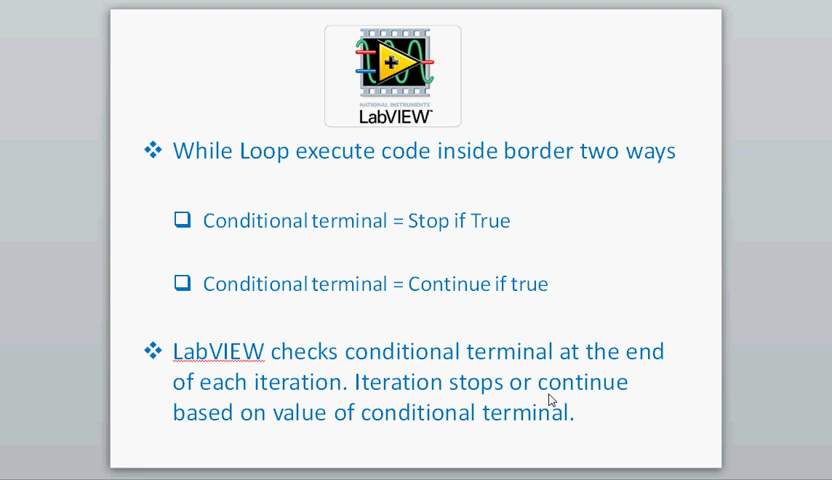 NATIONAL INSTRUMENTS
LabVIEW™
While Loop execute code inside border two ways
Conditional terminal = Stop if True
Conditional terminal = Continue if true
LabVIEW checks conditional terminal at the end
of each iteration. Iteration stops or continue
based on value of conditional terminal.